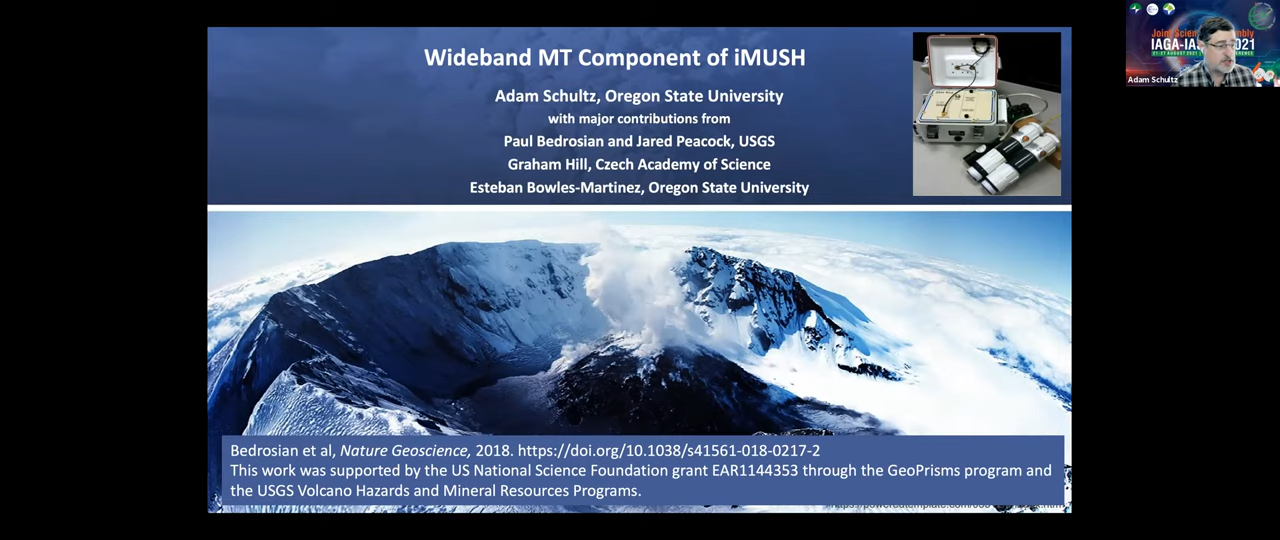 Wideband MT Component of iMUSH
Adam Schultz, Oregon State University
with major contributions from
Paul Bedrosian and Jared Peacock, USGS
Graham Hill, Czech Academy of Science
Esteban Bowles-Martinez, Oregon State University
Bedrosian et al, Nature Geoscience, 2018. https://doi.org/10.1038/s41561-018-0217-2
This work was supported by the US National Science Foundation grant EAR1144353 through the GeoPrisms program and
the USGS Volcano Hazards and Mineral Resources Programs.
Joint
IAGA-IA 2021
Adam Schultz